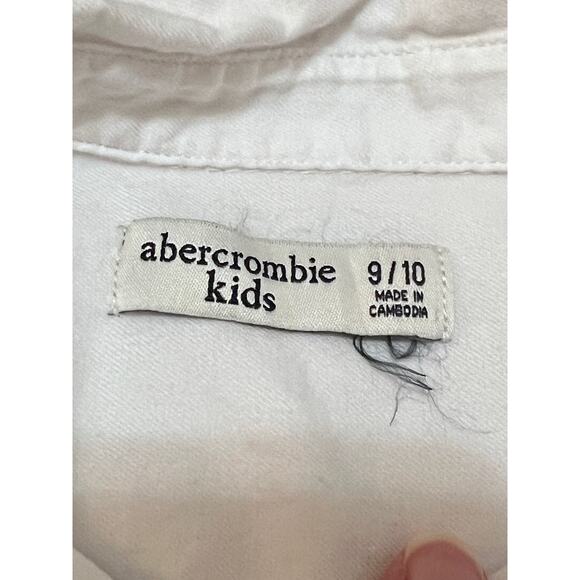 abercrombie
kids
9/10
MADE IN
CAMBODIA